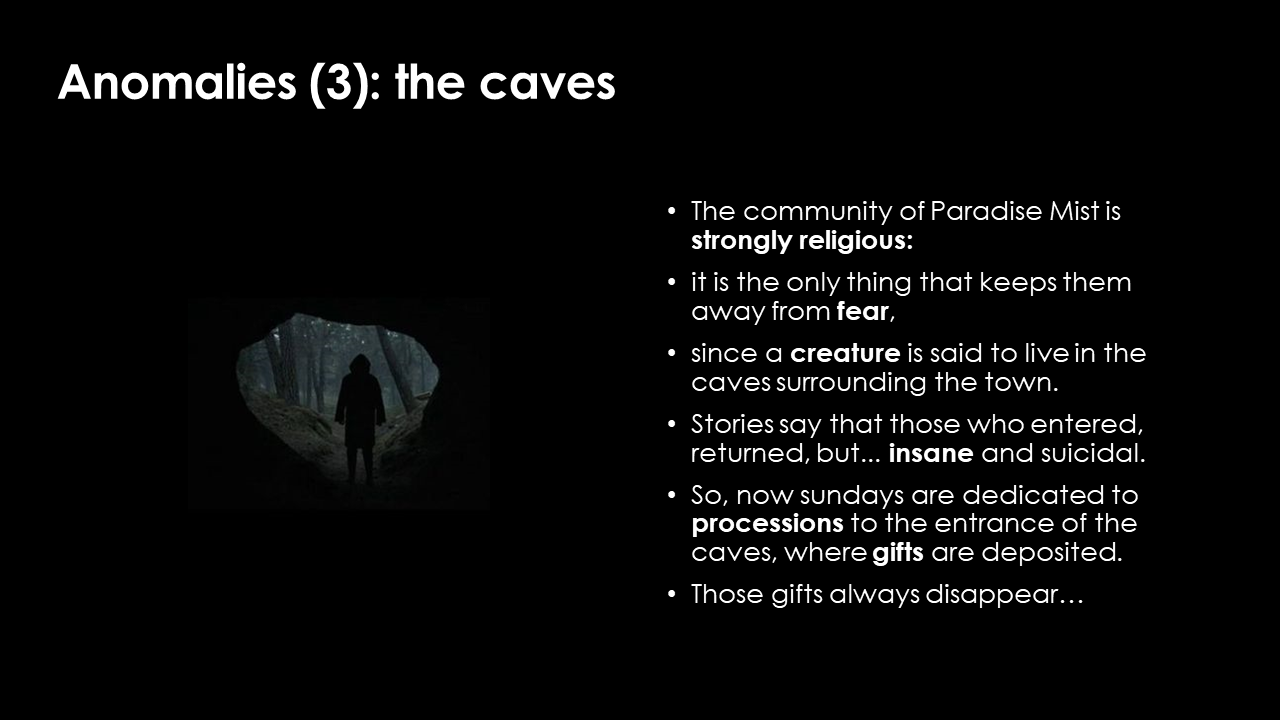 Anomalies (3): the caves
• The community of Paradise Mist is
strongly religious:
• it is the only thing that keeps them
away from fear,
• since a creature is said to live in the
caves surrounding the town.
• Stories say that those who entered,
returned, but... insane and suicidal.
• So, now sundays are dedicated to
processions to the entrance of the
caves, where gifts are deposited.
• Those gifts always disappear…